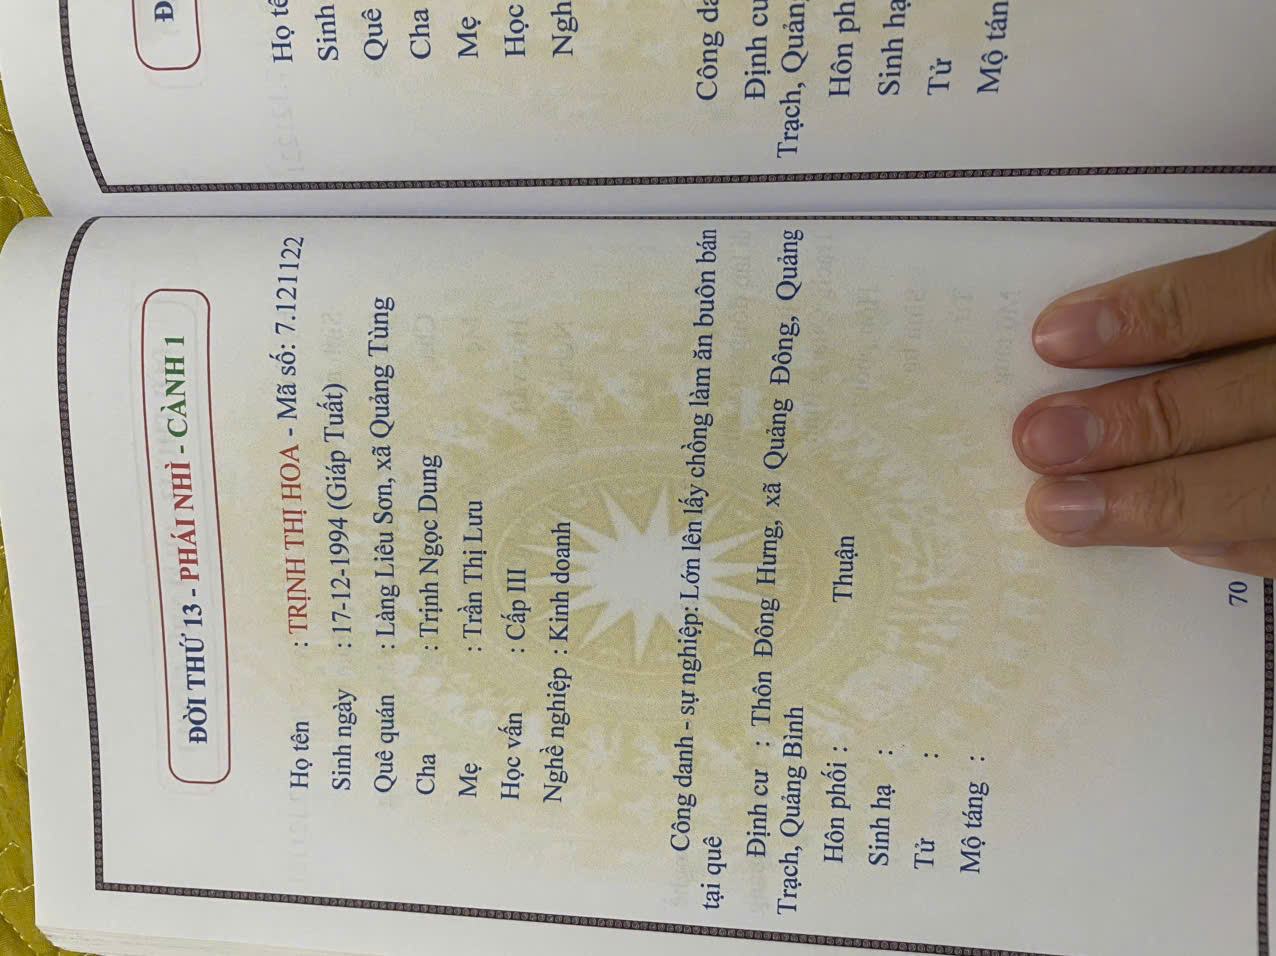 ĐỜI THỨ 13 - PHÁI NHÌ - CÀNH 1
Họ tên : TRỊNH THỊ HOA - Mã số: 7.121122
Sinh ngày : 17-12-1994 (Giáp Tuất)
Quê quán : Làng Liêu Sơn, xã Quảng Tùng
Cha : Trịnh Ngọc Dung
Mẹ : Trần Thị Lưu
Học vấn : Cấp III
Nghề nghiệp : Kinh doanh
Công danh - sự nghiệp: Lớn lên lấy chồng làm ăn buôn bán
tại quê
Định cư : Thôn Đông Hưng, xã Quảng Đông, Quảng
Trạch, Quảng Bình
Hôn phối : Thuận
Sinh hạ :
Tử :
Mộ táng :
70
Đ
Họ tê
Sinh
Quê
Cha
Mẹ
Học
Ngh
Công da
Định cư
Trạch, Quảng
Hôn ph
Sinh hạ
Tử
Mộ tán